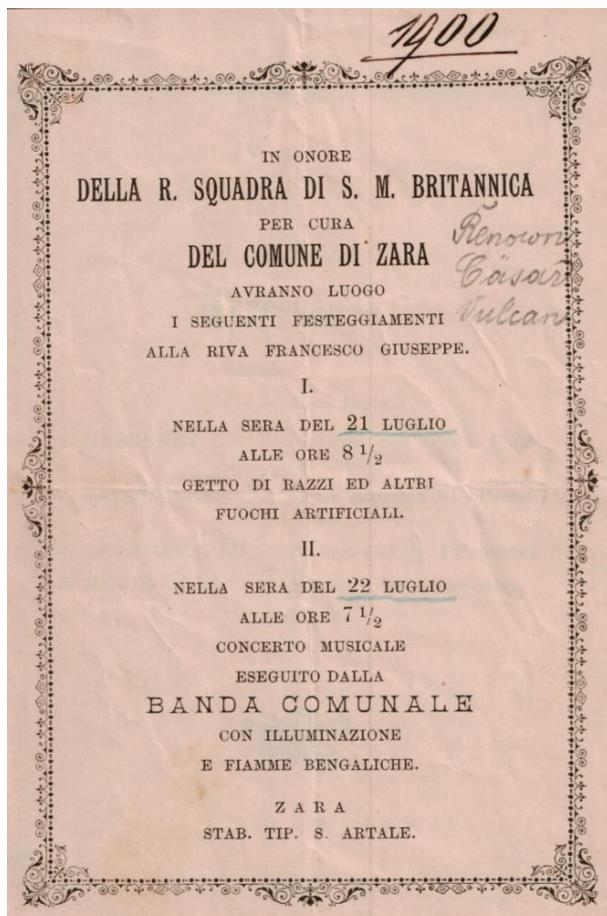 1900
IN ONORE
DELLA R. SQUADRA DI S. M. BRITANNICA
PER CURA
DEL COMUNE DI ZARA
AVRANNO LUOGO
I SEGUENTI FESTEGGIAMENTI
ALLA RIVA FRANCESCO GIUSEPPE.
Renown
Cäsar
Vulcan
I.
NELLA SERA DEL 21 LUGLIO
ALLE ORE 8 1/2
GETTO DI RAZZI ED ALTRI
FUOCHI ARTIFICIALI.
II.
NELLA SERA DEL 22 LUGLIO
ALLE ORE 7 1/2
CONCERTO MUSICALE
ESEGUITO DALLA
BANDA COMUNALE
CON ILLUMINAZIONE
E FIAMME BENGALICHE.
ZARA
STAB. TIP. S. ARTALE.